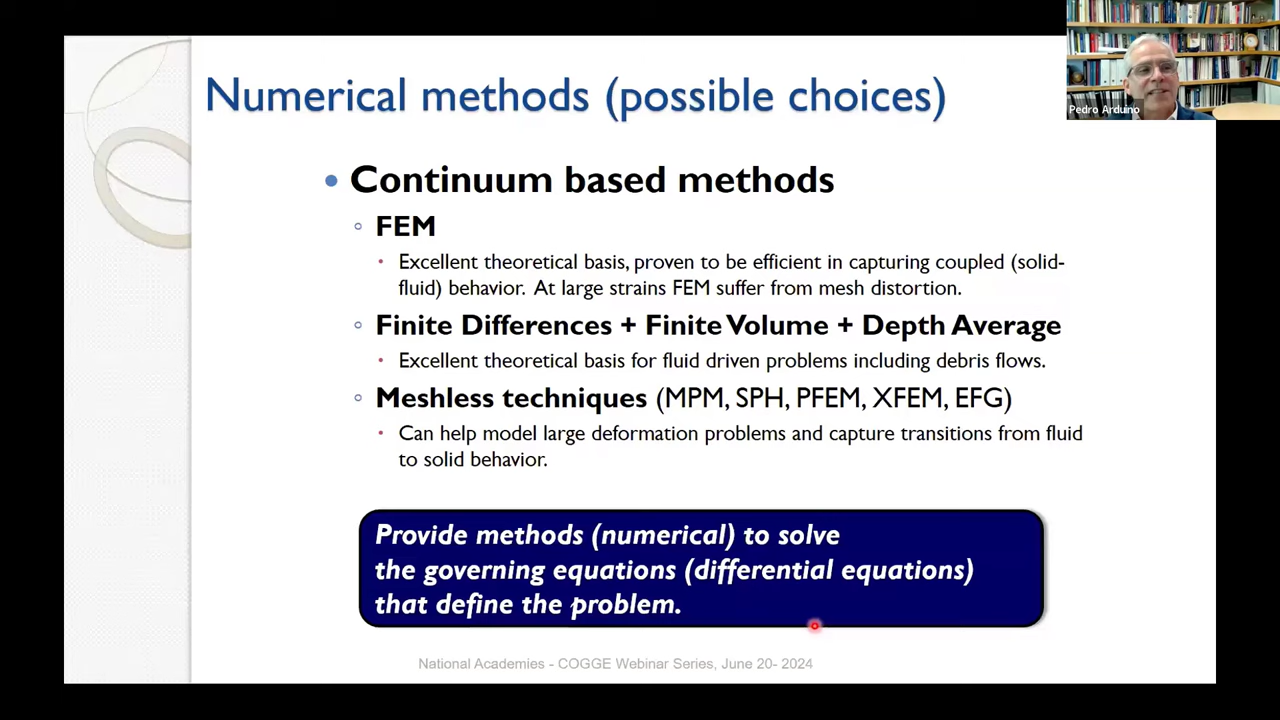 Numerical methods (possible choices)
Pedro Arduino
• Continuum based methods
◦ FEM
• Excellent theoretical basis, proven to be efficient in capturing coupled (solid-
fluid) behavior. At large strains FEM suffer from mesh distortion.
◦ Finite Differences + Finite Volume + Depth Average
• Excellent theoretical basis for fluid driven problems including debris flows.
◦ Meshless techniques (MPM, SPH, PFEM, XFEM, EFG)
• Can help model large deformation problems and capture transitions from fluid
to solid behavior.
Provide methods (numerical) to solve
the governing equations (differential equations)
that define the problem.
National Academies - COGGE Webinar Series, June 20- 2024